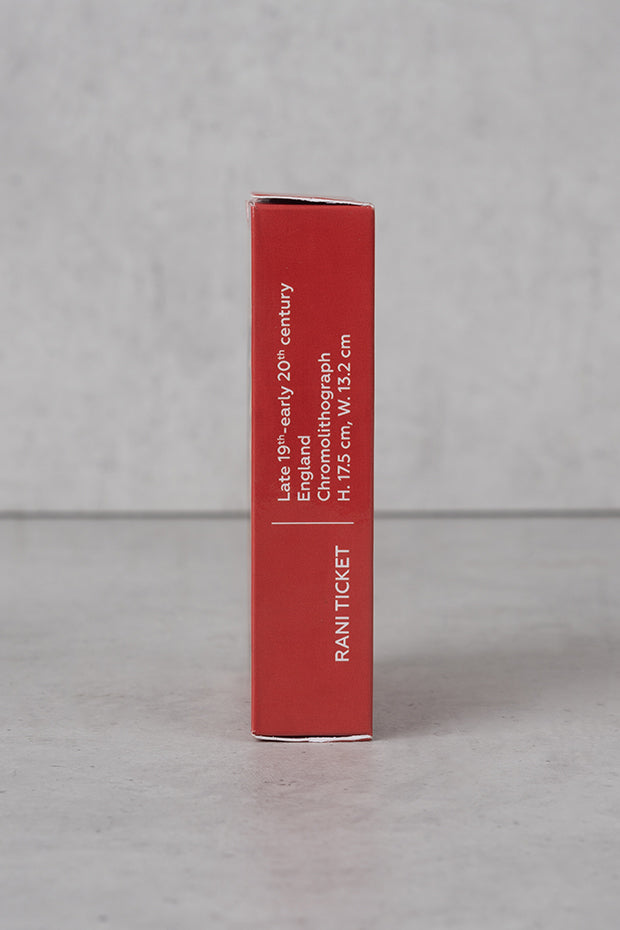 RANI TICKET
Late 19th-early 20th century
England
Chromolithograph
H. 17.5 cm, W. 13.2 cm